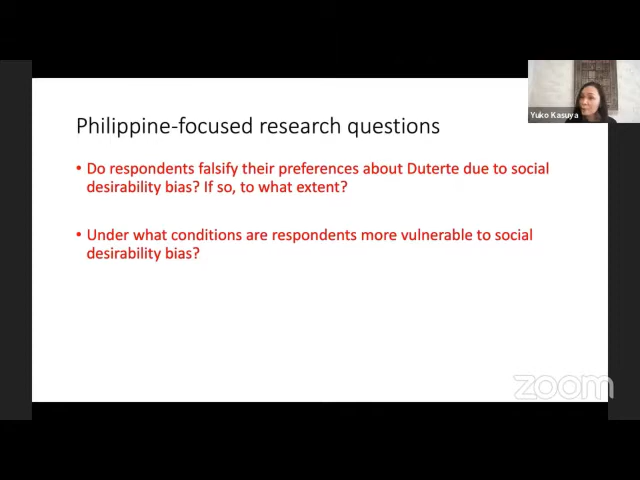 Philippine-focused research questions
• Do respondents falsify their preferences about Duterte due to social
desirability bias? If so, to what extent?
• Under what conditions are respondents more vulnerable to social
desirability bias?
Yuko Kasuya
zoom